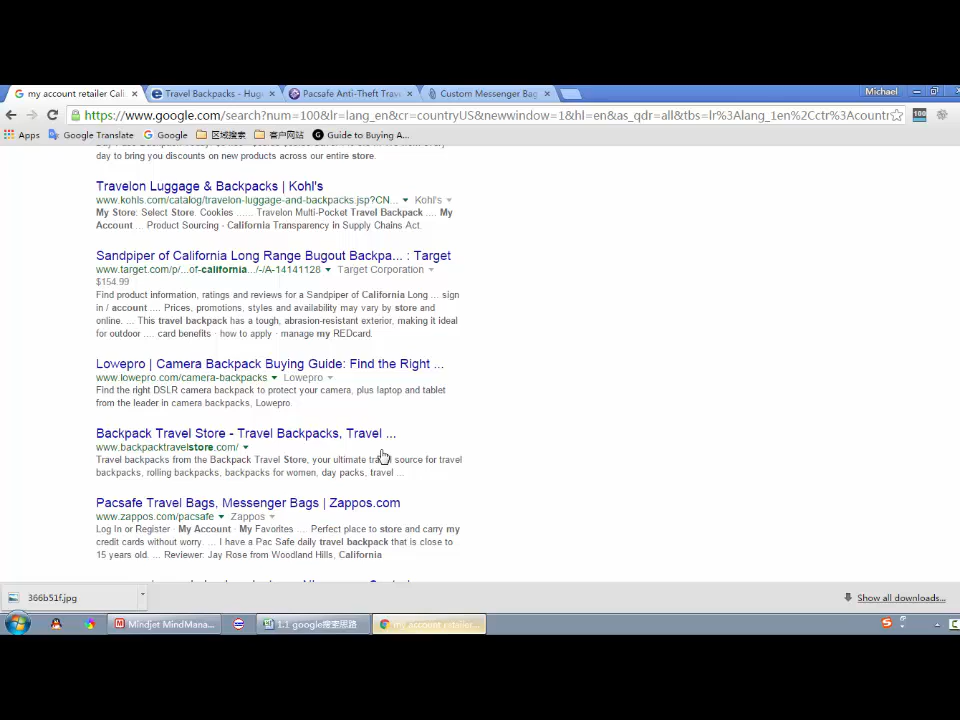 my account retailer Cali
Travel Backpacks - Hug
Pacsafe Anti-Theft Trave
Custom Messenger Bag
Michael
https://www.google.com/search?num=100&lr=lang_en&cr=countryUS&newwindow=1&hl=en&as_qdr=all&tbs=lr%3Alang_1en%2Cctr%3Acountr
Apps
Google Translate
Google
区域搜索
客户网站
Guide to Buying A...
day to bring you discounts on new products across our entire store.
Travelon Luggage & Backpacks | Kohl's
www.kohls.com/catalog/travelon-luggage-and-backpacks.jsp?CN... Kohl's
My Store: Select Store. Cookies ...... Travelon Multi-Pocket Travel Backpack .... My
Account ... Product Sourcing · California Transparency in Supply Chains Act.
Sandpiper of California Long Range Bugout Backpa... : Target
www.target.com/p/...of-california.../-/A-14141128 Target Corporation
$154.99
Find product information, ratings and reviews for a Sandpiper of California Long ... sign
in / account .... Prices, promotions, styles and availability may vary by store and
online. ... This travel backpack has a tough, abrasion-resistant exterior, making it ideal
for outdoor .... card benefits · how to apply · manage my REDcard.
Lowepro | Camera Backpack Buying Guide: Find the Right ...
www.lowepro.com/camera-backpacks Lowepro
Find the right DSLR camera backpack to protect your camera, plus laptop and tablet
from the leader in camera backpacks, Lowepro.
Backpack Travel Store - Travel Backpacks, Travel ...
www.backpacktravelstore.com/
Travel backpacks from the Backpack Travel Store, your ultimate travel source for travel
backpacks, rolling backpacks, backpacks for women, day packs, travel ...
Pacsafe Travel Bags, Messenger Bags | Zappos.com
www.zappos.com/pacsafe Zappos
Log In or Register · My Account · My Favorites .... Perfect place to store and carry my
credit cards without worry. ... I have a Pac Safe daily travel backpack that is close to
15 years old. ... Reviewer: Jay Rose from Woodland Hills, California
366b51f.jpg
Show all downloads...
Mindjet MindMana...
1.1 google搜索思路
my account retailer...